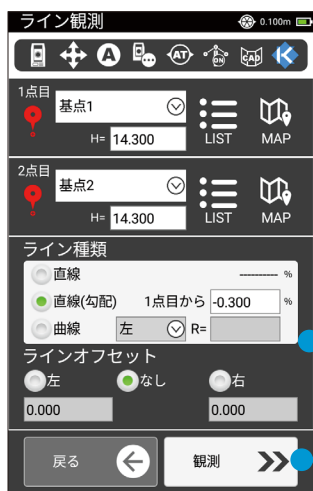 ライン観測 0.100m
A AT ON CAD
1点目
基点1
H= 14.300 LIST MAP
2点目
基点2
H= 14.300 LIST MAP
ライン種類
直線 ---------- %
直線(勾配) 1点目から -0.300 %
曲線 左 R=
ラインオフセット
左 なし 右
0.000 0.000
戻る 観測